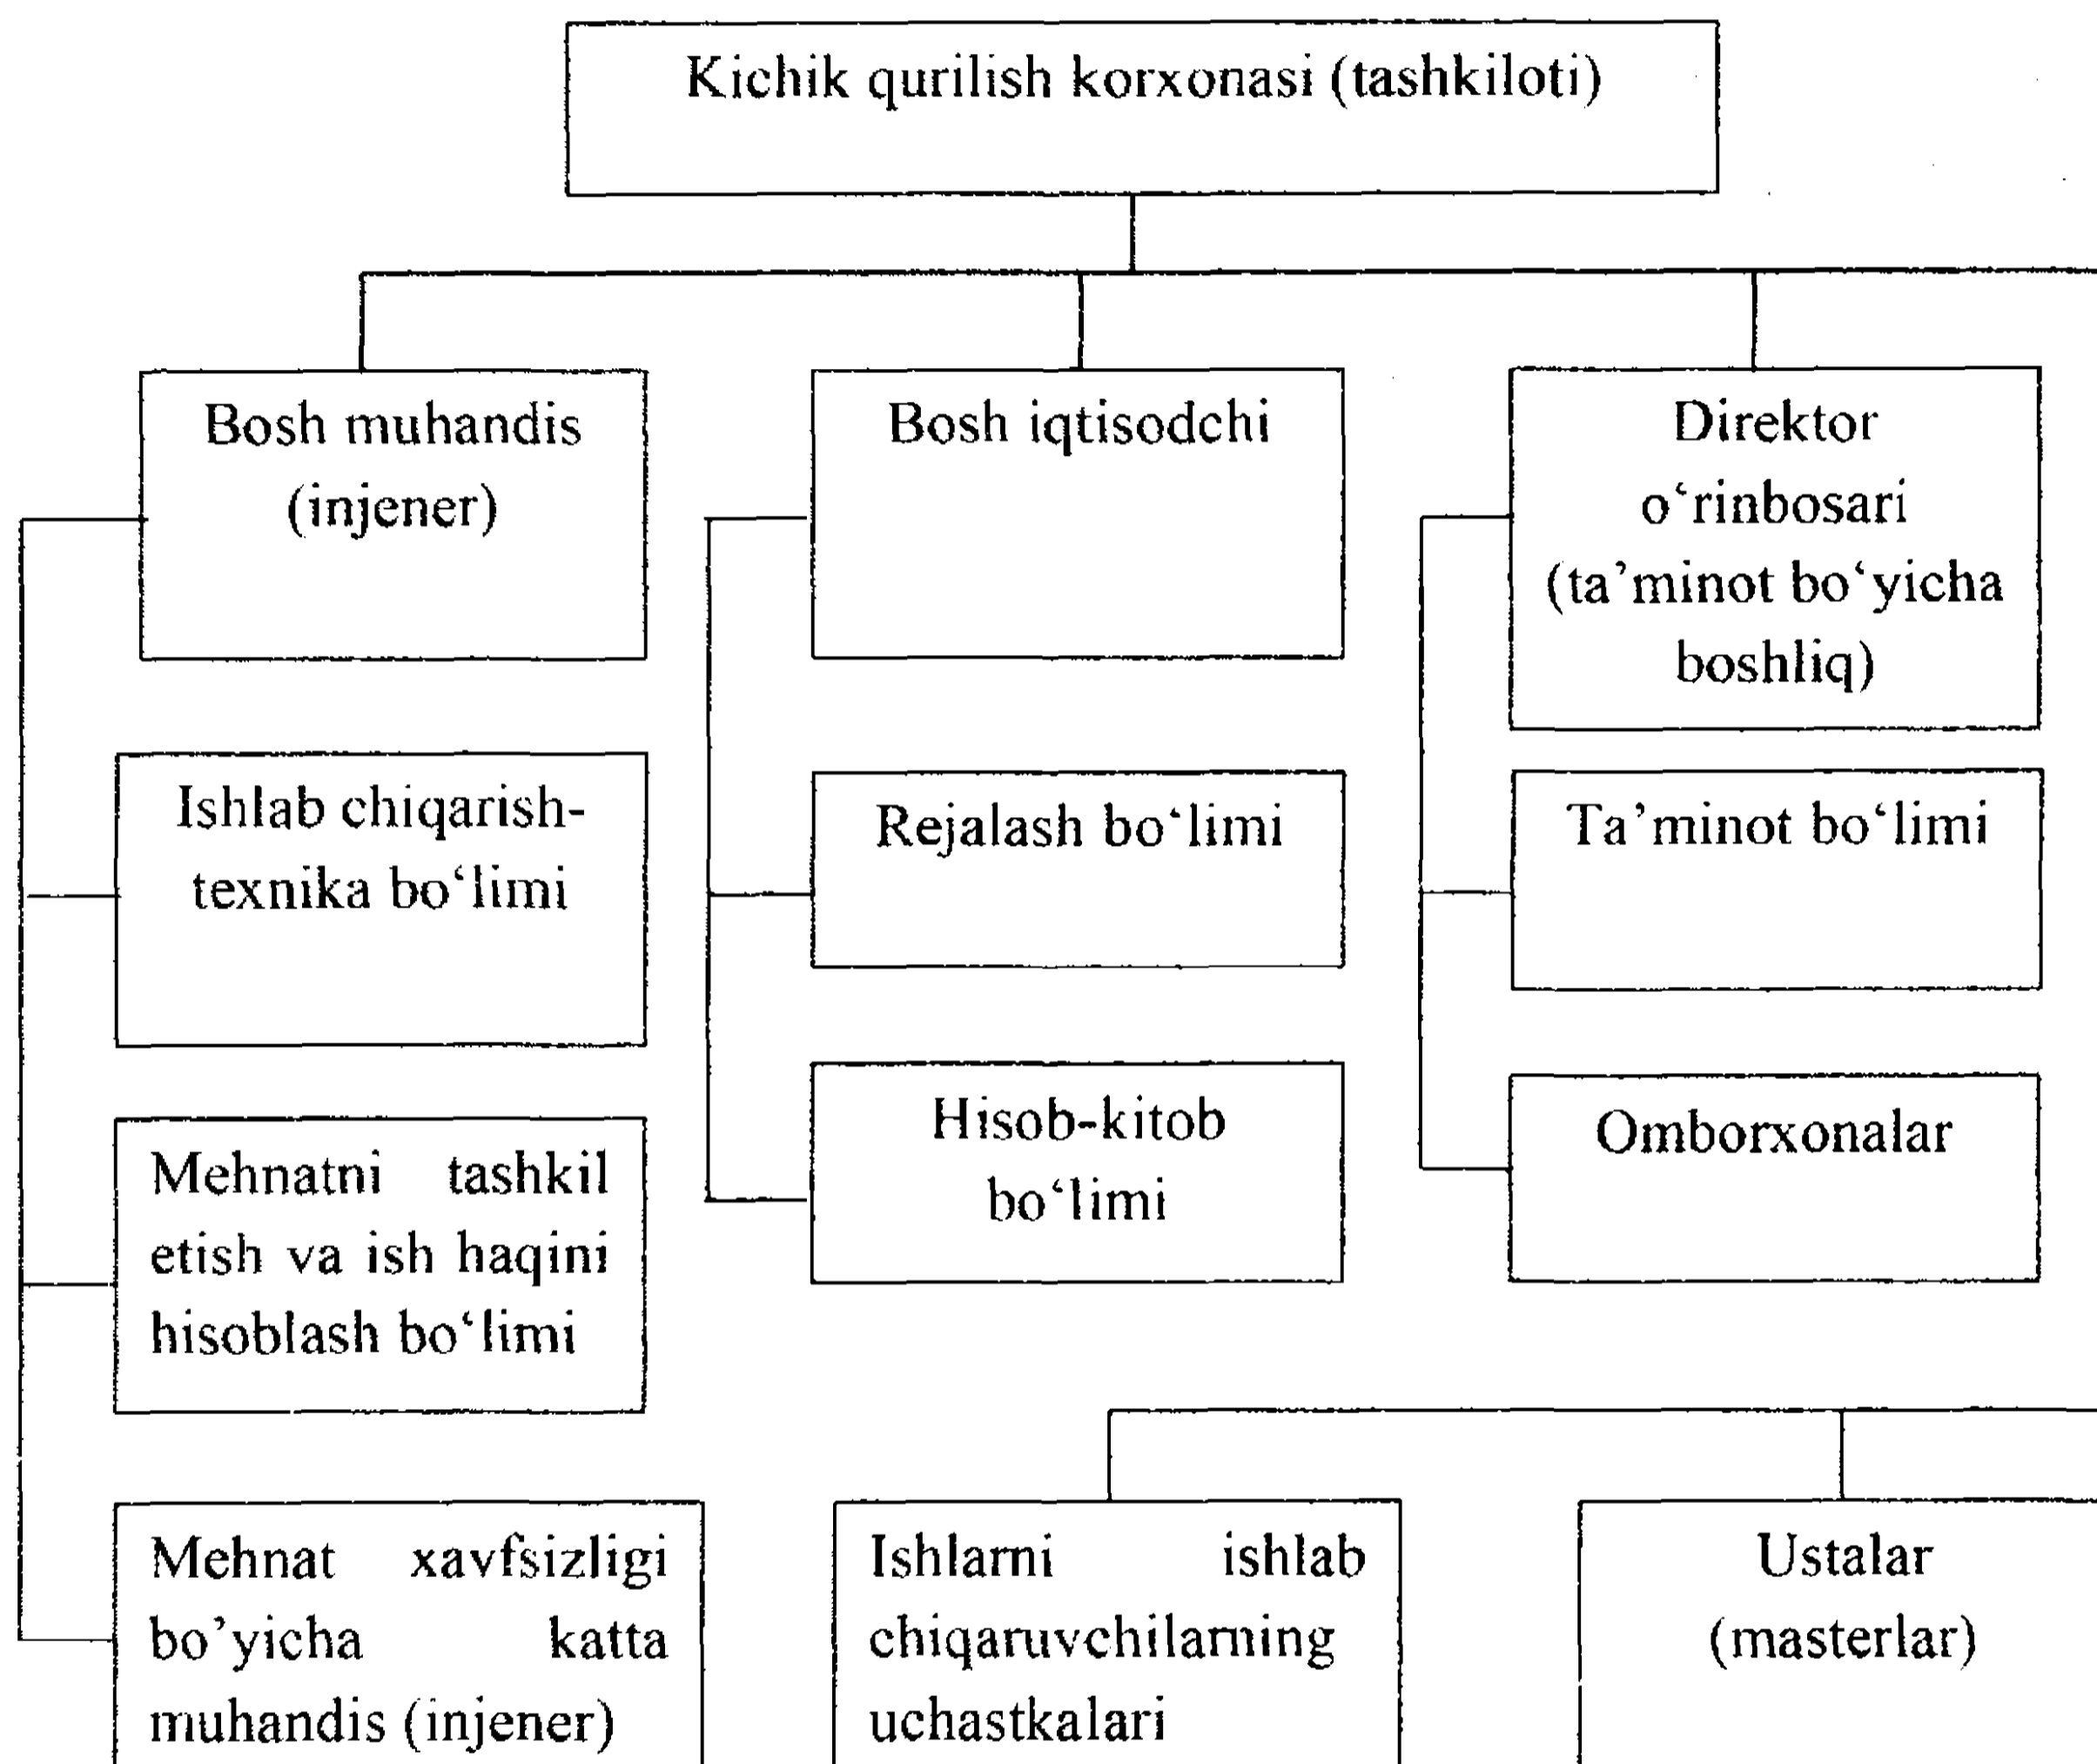 Kichik qurilish korxonasi (tashkiloti)
Bosh muhandis
(injener)
Bosh iqtisodchi
Direktor
o‘rinbosari
(ta’minot bo‘yicha
boshliq)
Ishlab chiqarish-
texnika bo‘limi
Rejalash bo‘limi
Ta’minot bo‘limi
Mehnatni tashkil
etish va ish haqini
hisoblash bo‘limi
Hisob-kitob
bo‘limi
Omborxonalar
Mehnat xavfsizligi
bo’yicha katta
muhandis (injener)
Ishlarni ishlab
chiqaruvchilarning
uchastkalari
Ustalar
(masterlar)